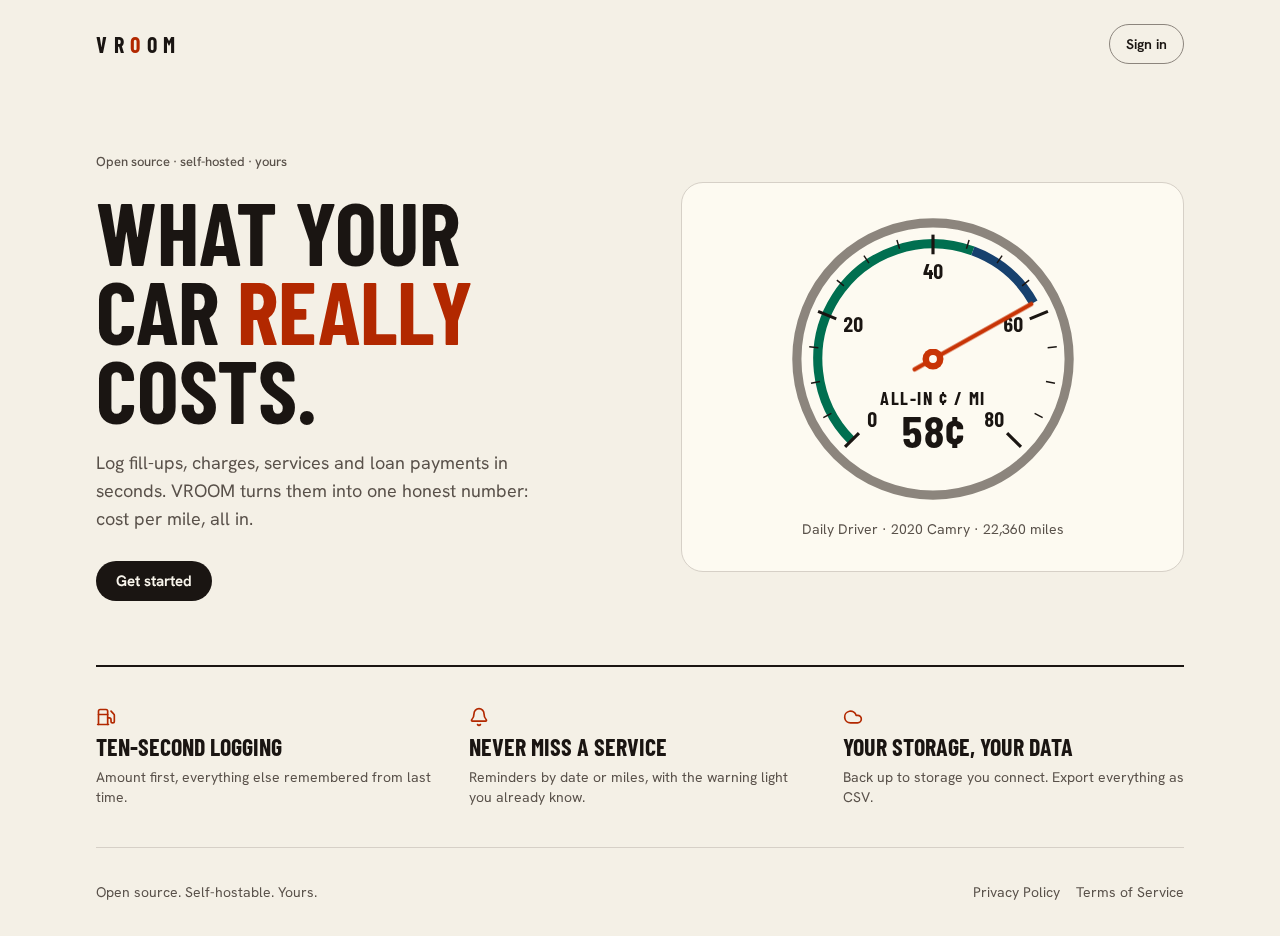 VROOM
Sign in
Open source · self-hosted · yours
WHAT YOUR
CAR REALLY
COSTS.
Log fill-ups, charges, services and loan payments in
seconds. VROOM turns them into one honest number:
cost per mile, all in.
Get started
40
20
60
ALL-IN ¢ / MI
0
80
58¢
Daily Driver · 2020 Camry · 22,360 miles
TEN-SECOND LOGGING
Amount first, everything else remembered from last
time.
NEVER MISS A SERVICE
Reminders by date or miles, with the warning light
you already know.
YOUR STORAGE, YOUR DATA
Back up to storage you connect. Export everything as
CSV.
Open source. Self-hostable. Yours.
Privacy Policy
Terms of Service